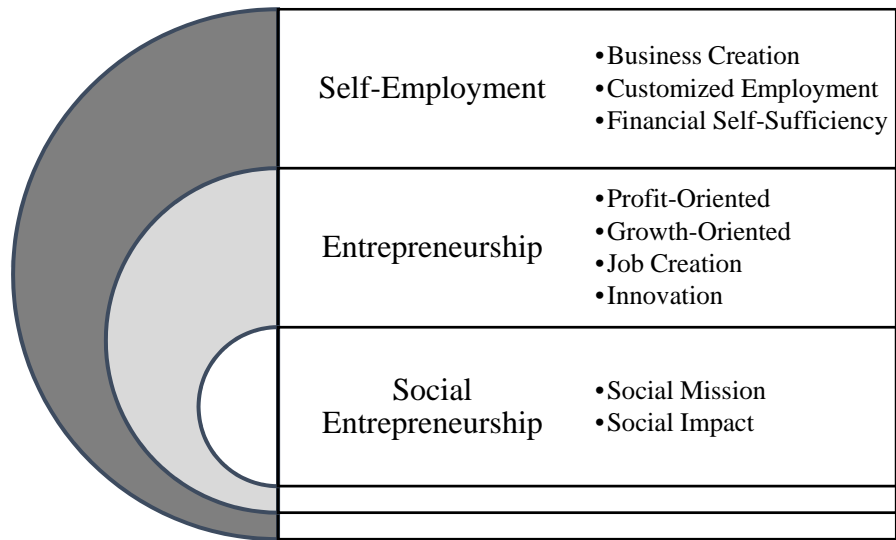 Self-Employment
•Business Creation
•Customized Employment
•Financial Self-Sufficiency
Entrepreneurship
•Profit-Oriented
•Growth-Oriented
•Job Creation
•Innovation
Social
Entrepreneurship
•Social Mission
•Social Impact